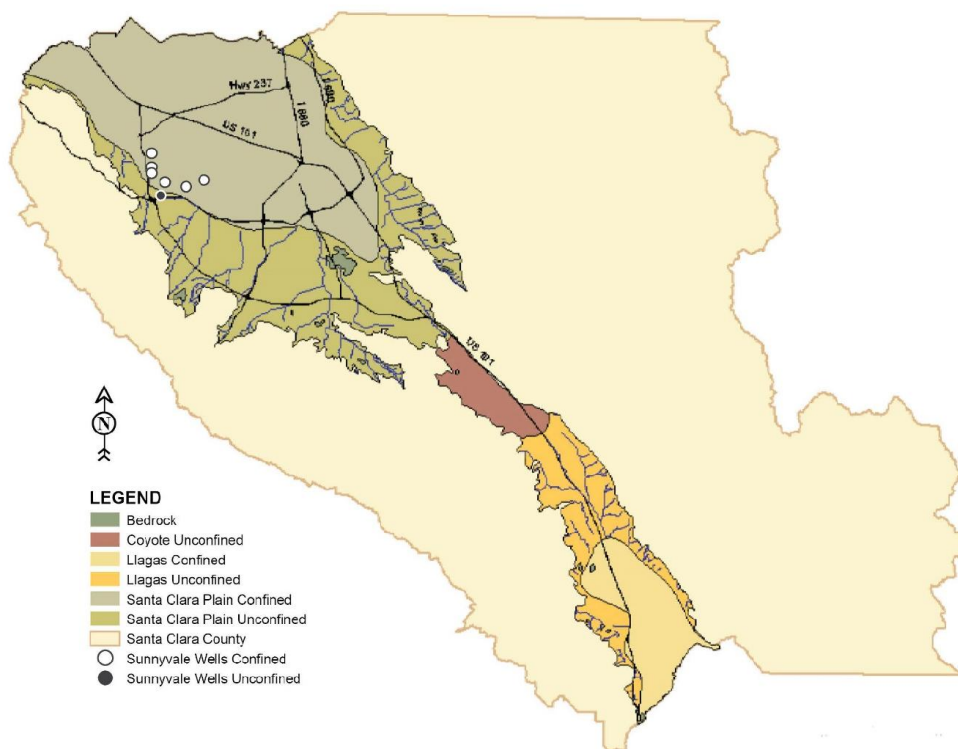 Hwy 237
I 680
I 880
US 101
US 101
N
LEGEND
Bedrock
Coyote Unconfined
Llagas Confined
Llagas Unconfined
Santa Clara Plain Confined
Santa Clara Plain Unconfined
Santa Clara County
Sunnyvale Wells Confined
Sunnyvale Wells Unconfined